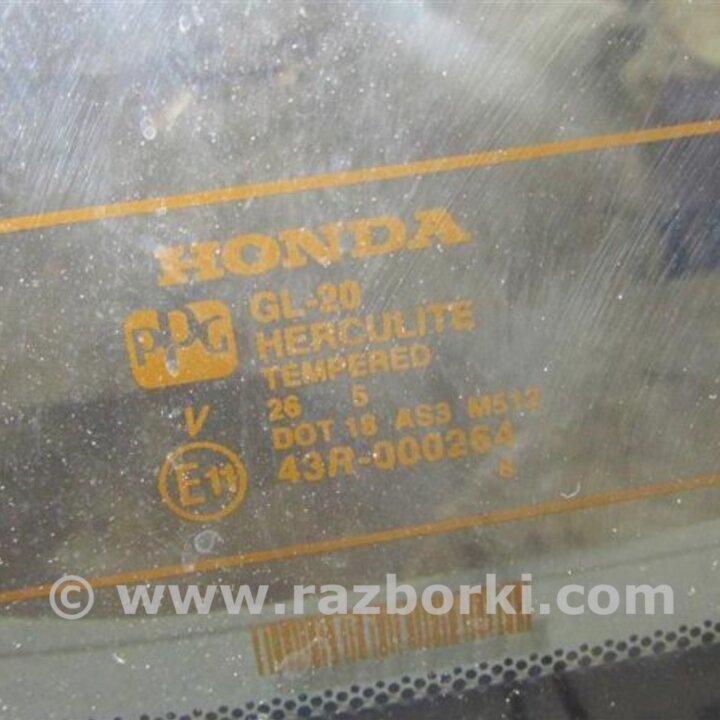 HONDA
PPG
GL-20
HERCULITE
TEMPERED
26 5
V
DOT 18 AS3 M512
E11
43R-000264
8
© www.razborki.com